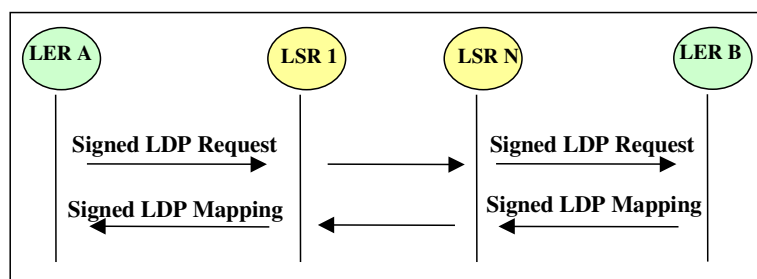 LER A
LSR 1
LSR N
LER B
Signed LDP Request
Signed LDP Request
Signed LDP Mapping
Signed LDP Mapping